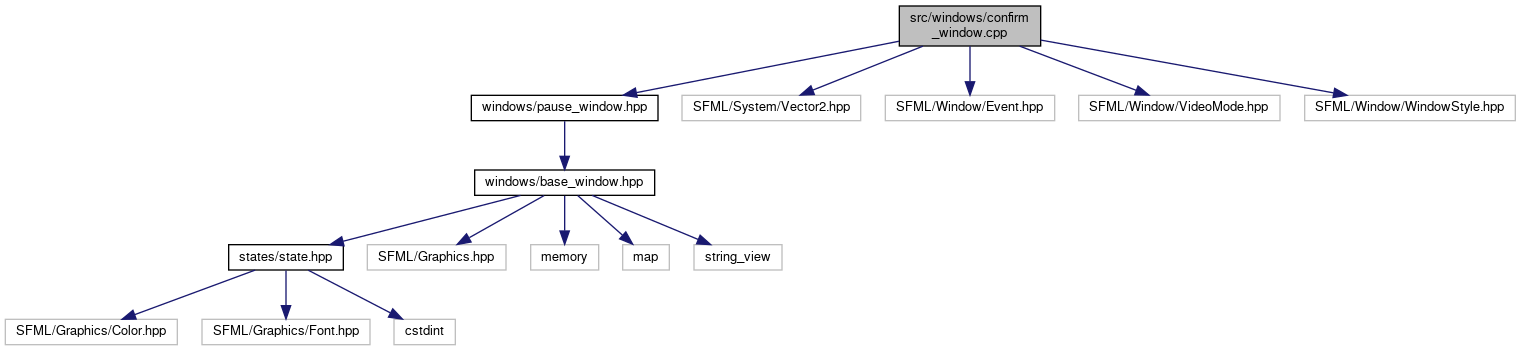 src/windows/confirm
_window.cpp
windows/pause_window.hpp
SFML/System/Vector2.hpp
SFML/Window/Event.hpp
SFML/Window/VideoMode.hpp
SFML/Window/WindowStyle.hpp
windows/base_window.hpp
states/state.hpp
SFML/Graphics.hpp
memory
map
string_view
SFML/Graphics/Color.hpp
SFML/Graphics/Font.hpp
cstdint